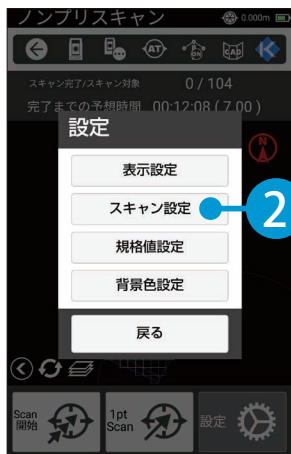 ノンプリスキャン 0.000m
AT ON CAD
スキャン完了/スキャン対象 0 / 104
完了までの予想時間 00:12:08 ( 7.00 )
設定
N
表示設定
スキャン設定 2
規格値設定
背景色設定
戻る
Scan
開始
1pt
Scan
設定